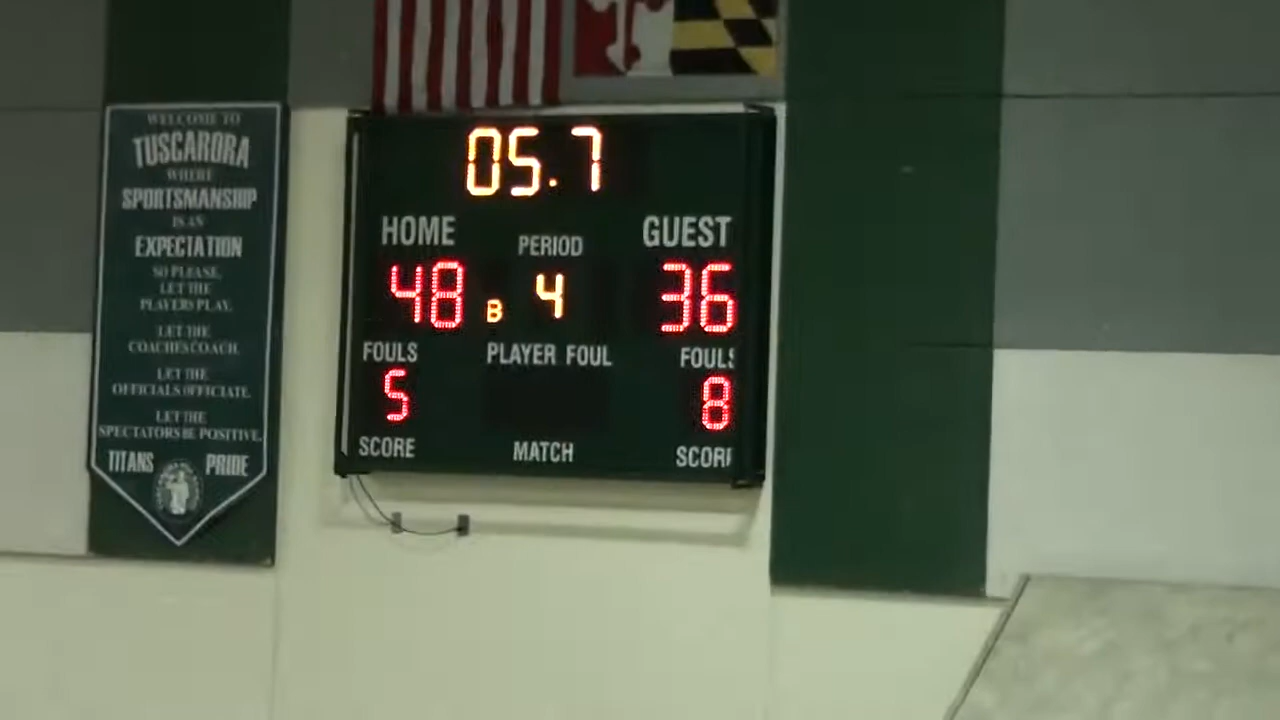 WELCOME TO
TUSCARORA
WHERE
SPORTSMANSHIP
IS AN
EXPECTATION
SO PLEASE,
LET THE
PLAYERS PLAY.
LET THE
COACHES COACH.
LET THE
OFFICIALS OFFICIATE.
LET THE
SPECTATORS BE POSITIVE.
TITANS PRIDE
05.7
HOME GUEST
PERIOD
48 B 4 36
FOULS PLAYER FOUL FOULS
5 8
SCORE MATCH SCOR